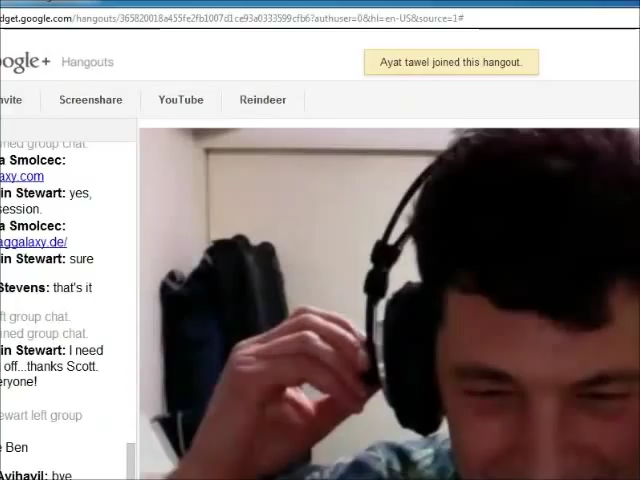 dget.google.com/hangouts/365820018a455fe2fb1007d1ce93a0333599cfb6?authuser=0&hl=en-US&source=1#
ogle+ Hangouts
Ayat tawel joined this hangout.
nvite Screenshare YouTube Reindeer
ined group chat.
a Smolcec:
axy.com
in Stewart: yes,
session.
a Smolcec:
aggalaxy.de/
in Stewart: sure
Stevens: that's it
ft group chat.
ined group chat.
in Stewart: I need
off...thanks Scott.
eryone!
ewart left group
e Ben
Avihavil: bye